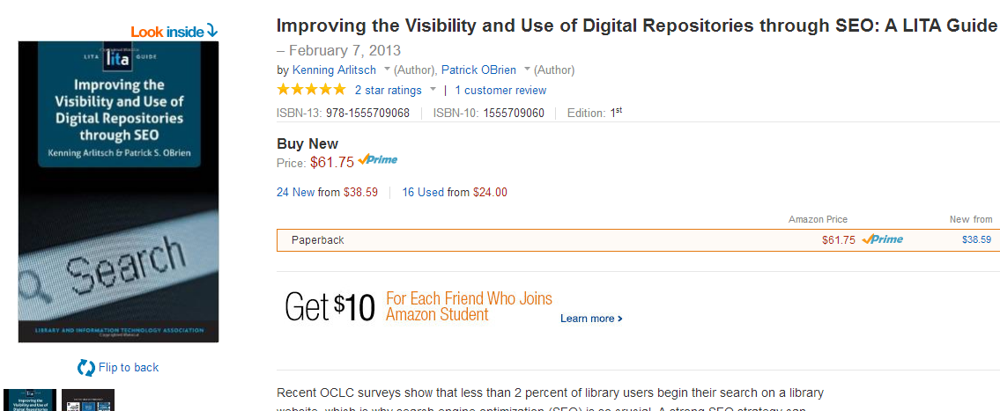 Look inside
LITA lita GUIDE
Improving the
Visibility and Use of
Digital Repositories
through SEO
Kenning Arlitsch & Patrick S. OBrien
Search
LIBRARY AND INFORMATION TECHNOLOGY ASSOCIATION
Copyrighted Material
Flip to back
Improving the Visibility and Use of Digital Repositories through SEO: A LITA Guide
– February 7, 2013
by Kenning Arlitsch (Author), Patrick OBrien (Author)
2 star ratings | 1 customer review
ISBN-13: 978-1555709068 ISBN-10: 1555709060 Edition: 1st
Buy New
Price: $61.75 Prime
24 New from $38.59 16 Used from $24.00
Amazon Price New from
Paperback $61.75 Prime $38.59
Get $10 For Each Friend Who Joins
Amazon Student Learn more ›
Recent OCLC surveys show that less than 2 percent of library users begin their search on a library
website, which is why search engine optimization (SEO) is so crucial. A strong SEO strategy can